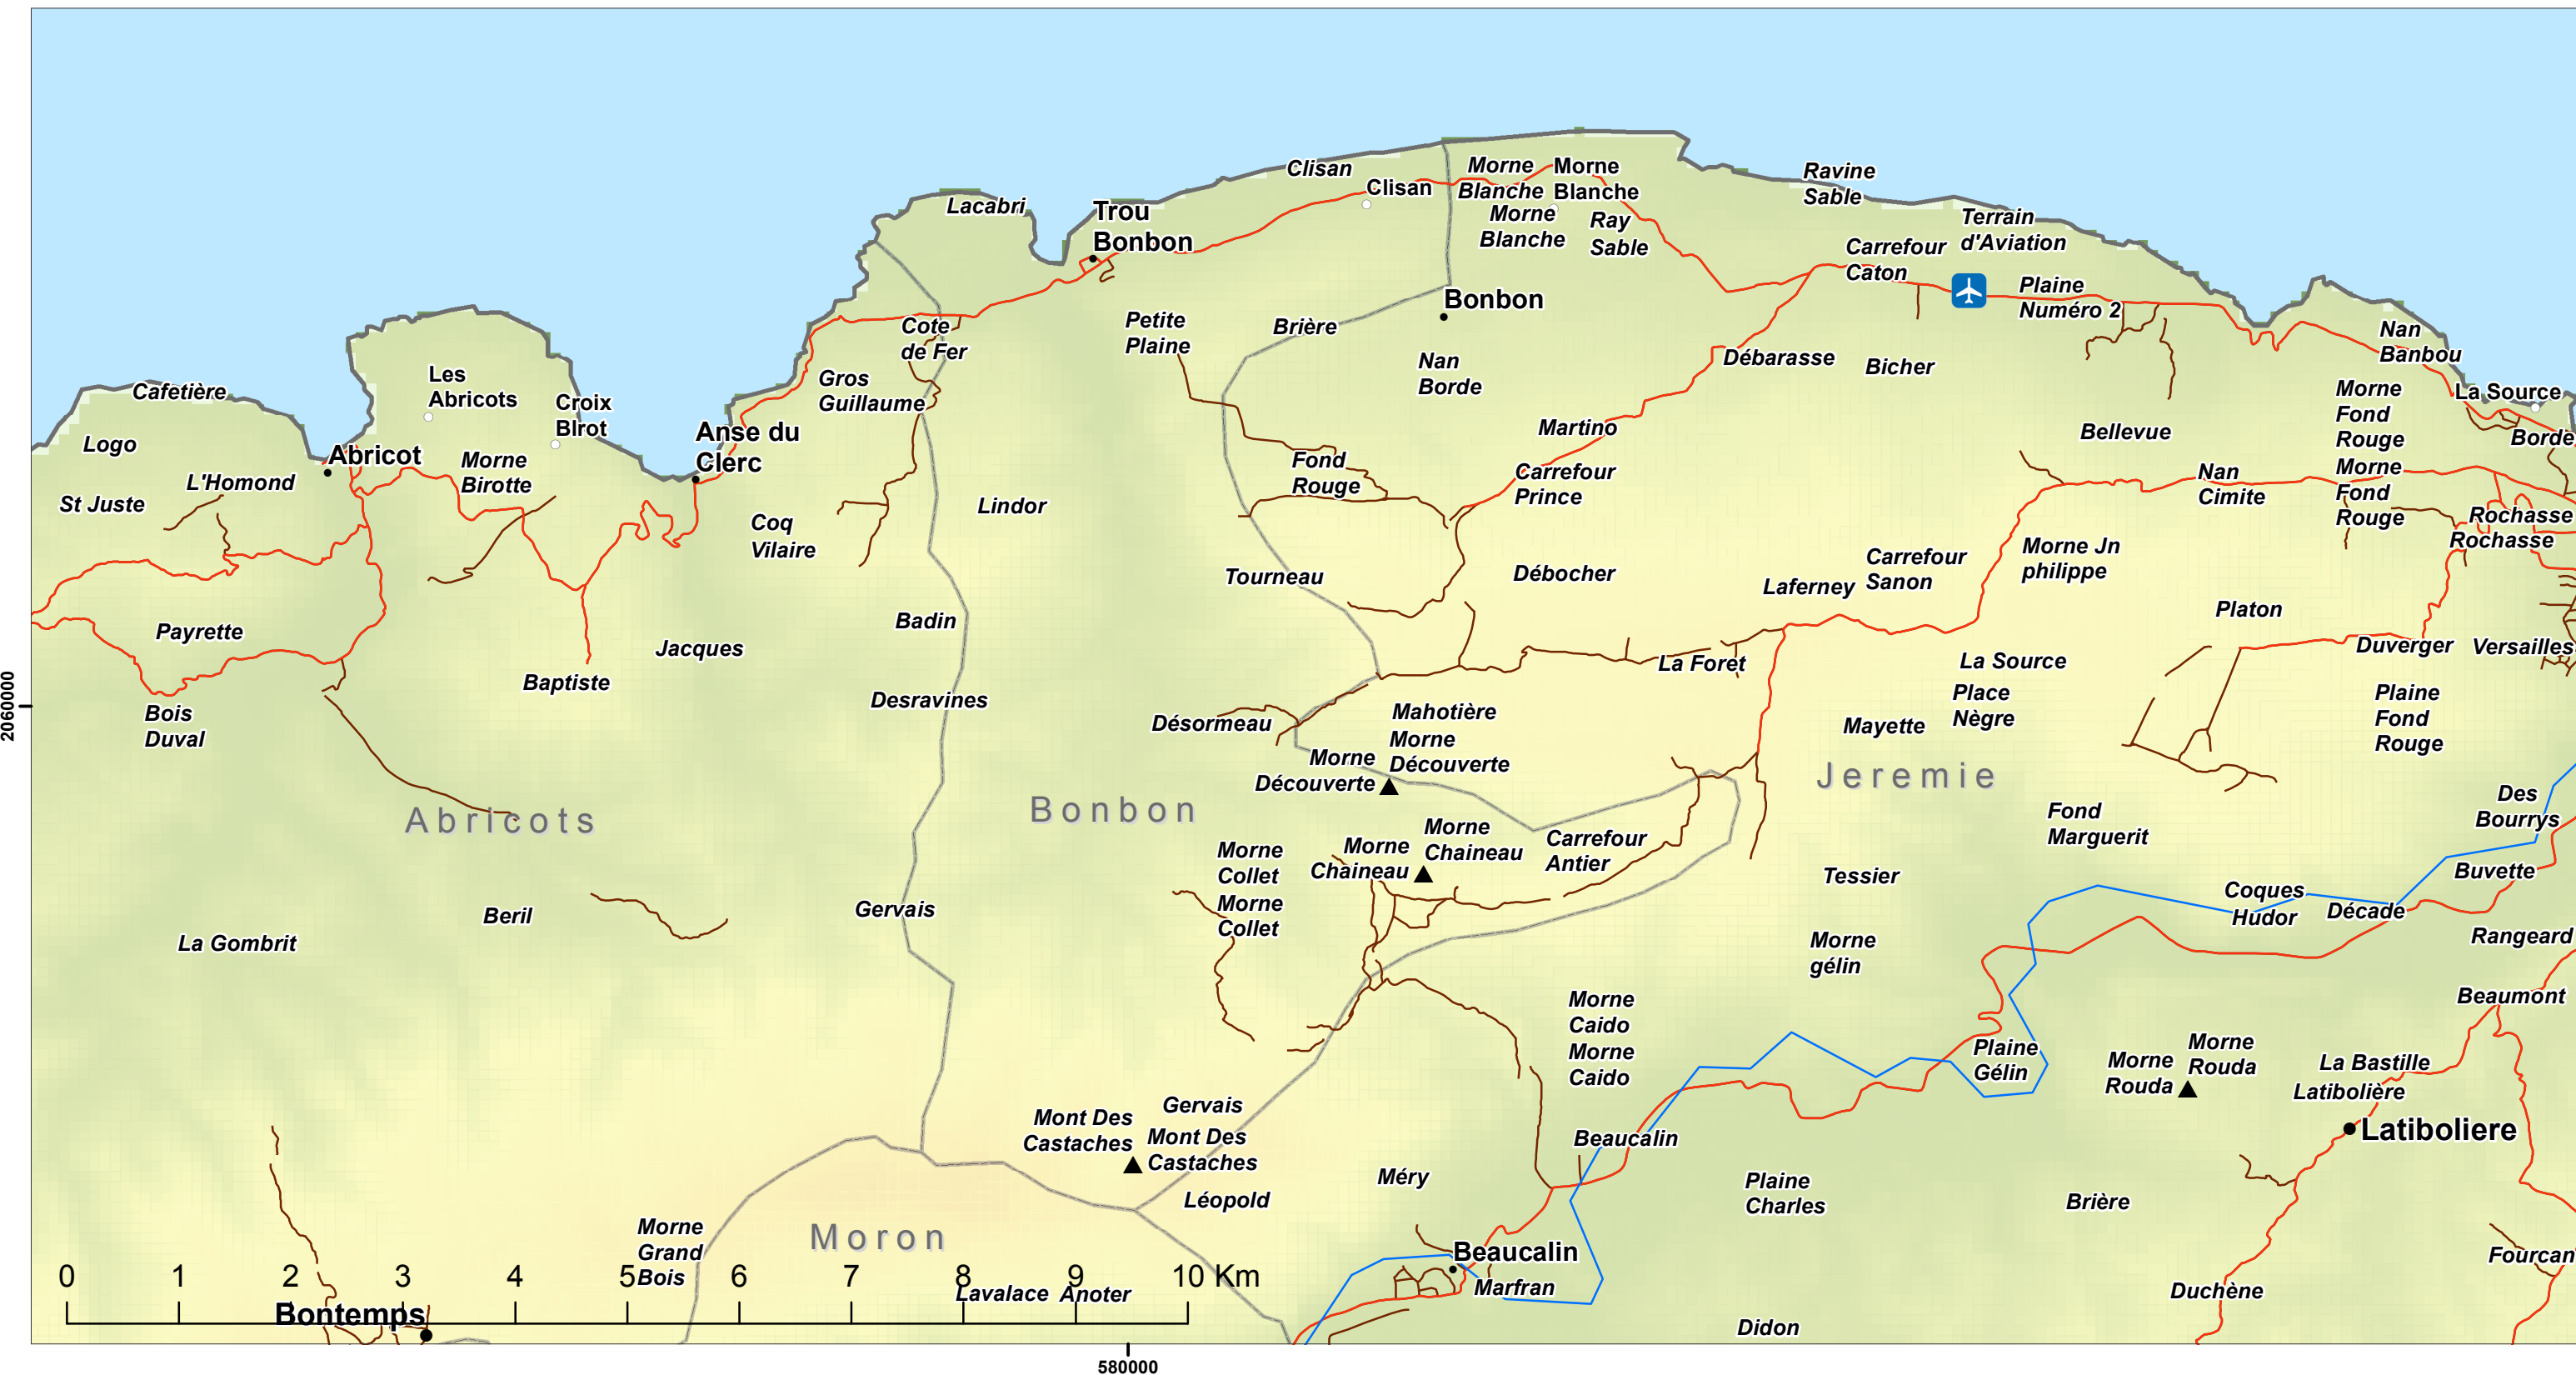 Clisan
Clisan
Morne
Blanche
Morne
Blanche
Morne
Blanche
Ray
Sable
Ravine
Sable
Terrain
d'Aviation
Carrefour
Caton
Plaine
Numéro 2
Lacabri
Trou
Bonbon
Bonbon
Brière
Petite
Plaine
Nan
Borde
Débarasse
Bicher
Nan
Banbou
La Source
Borde
Morne
Fond
Rouge
Morne
Fond
Rouge
Bellevue
Nan
Cimite
Rochasse
Rochasse
Cote
de Fer
Gros
Guillaume
Cafetière
Les
Abricots
Croix
BIrot
Logo
Abricot
Anse du
Clerc
L'Homond
Morne
Birotte
St Juste
Coq
Vilaire
Lindor
Fond
Rouge
Martino
Carrefour
Prince
Tourneau
Débocher
Laferney
Carrefour
Sanon
Morne Jn
philippe
Platon
Duverger
Versailles
Payrette
Jacques
Badin
Baptiste
Desravines
La Foret
La Source
Place
Nègre
Mayette
Plaine
Fond
Rouge
2060000
Bois
Duval
Désormeau
Mahotière
Morne
Découverte
Morne
Découverte
Abricots
Bonbon
Jeremie
Des
Bourrys
Fond
Marguerit
Morne
Chaineau
Morne
Chaineau
Carrefour
Antier
Morne
Collet
Morne
Collet
Tessier
Buvette
Coques
Hudor
Décade
Rangeard
Beril
Gervais
La Gombrit
Morne
gélin
Morne
Caido
Morne
Caido
Beaumont
Plaine
Gélin
Morne
Rouda
Morne
Rouda
La Bastille
Latibolière
Latiboliere
Mont Des
Castaches
Gervais
Mont Des
Castaches
Léopold
Beaucalin
Méry
Plaine
Charles
Brière
Moron
Morne
Grand
Bois
Beaucalin
Marfran
Fourcan
Duchène
0 1 2 3 4 5 6 7 8 9 10 Km
Lavalace
Anoter
Bontemps
Didon
580000